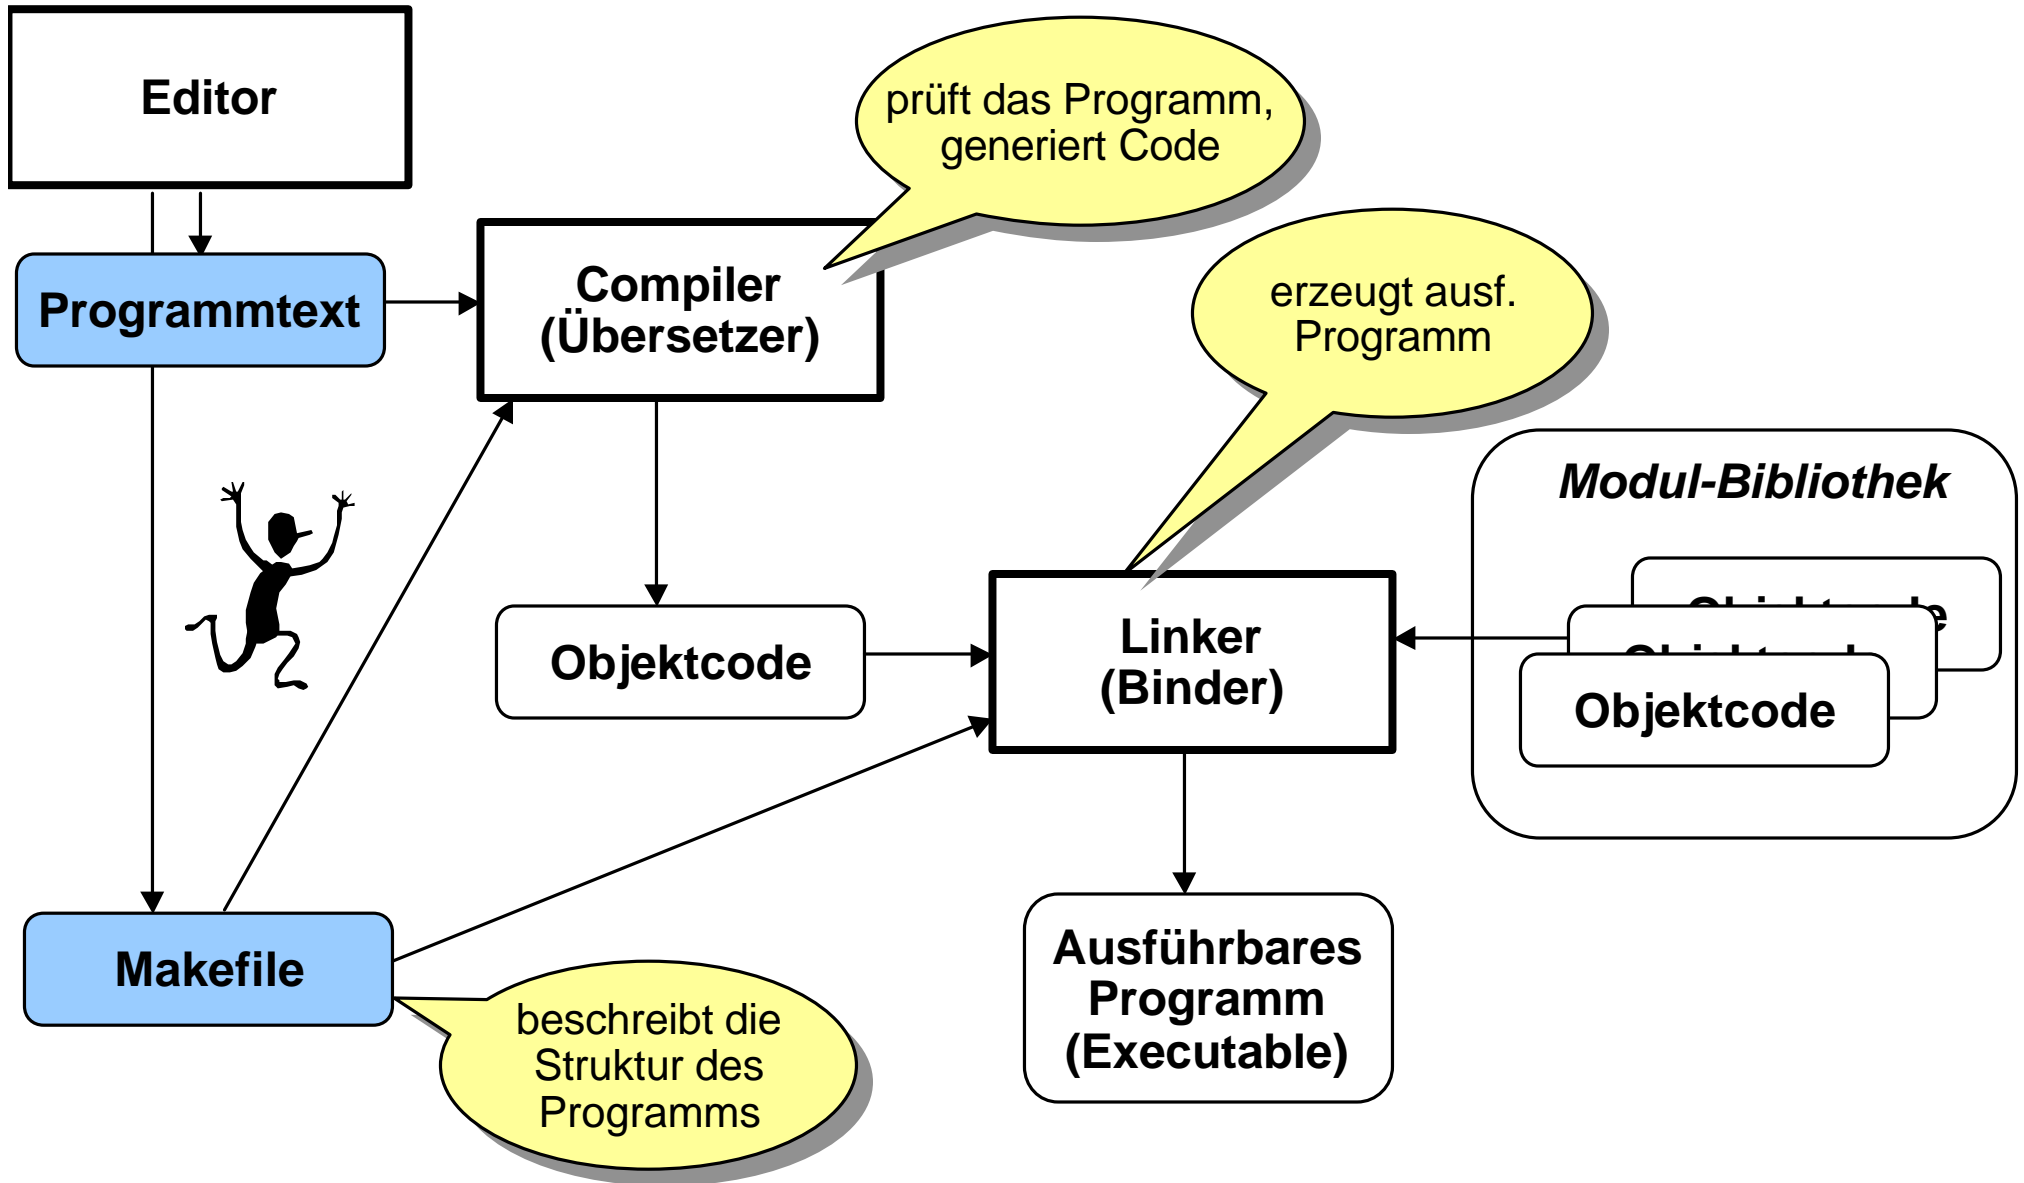 Editor
prüft das Programm,
generiert Code
Programmtext
Compiler
(Übersetzer)
erzeugt ausf.
Programm
Modul-Bibliothek
Objektcode
Linker
(Binder)
Objektcode
Makefile
beschreibt die
Struktur des
Programms
Ausführbares
Programm
(Executable)